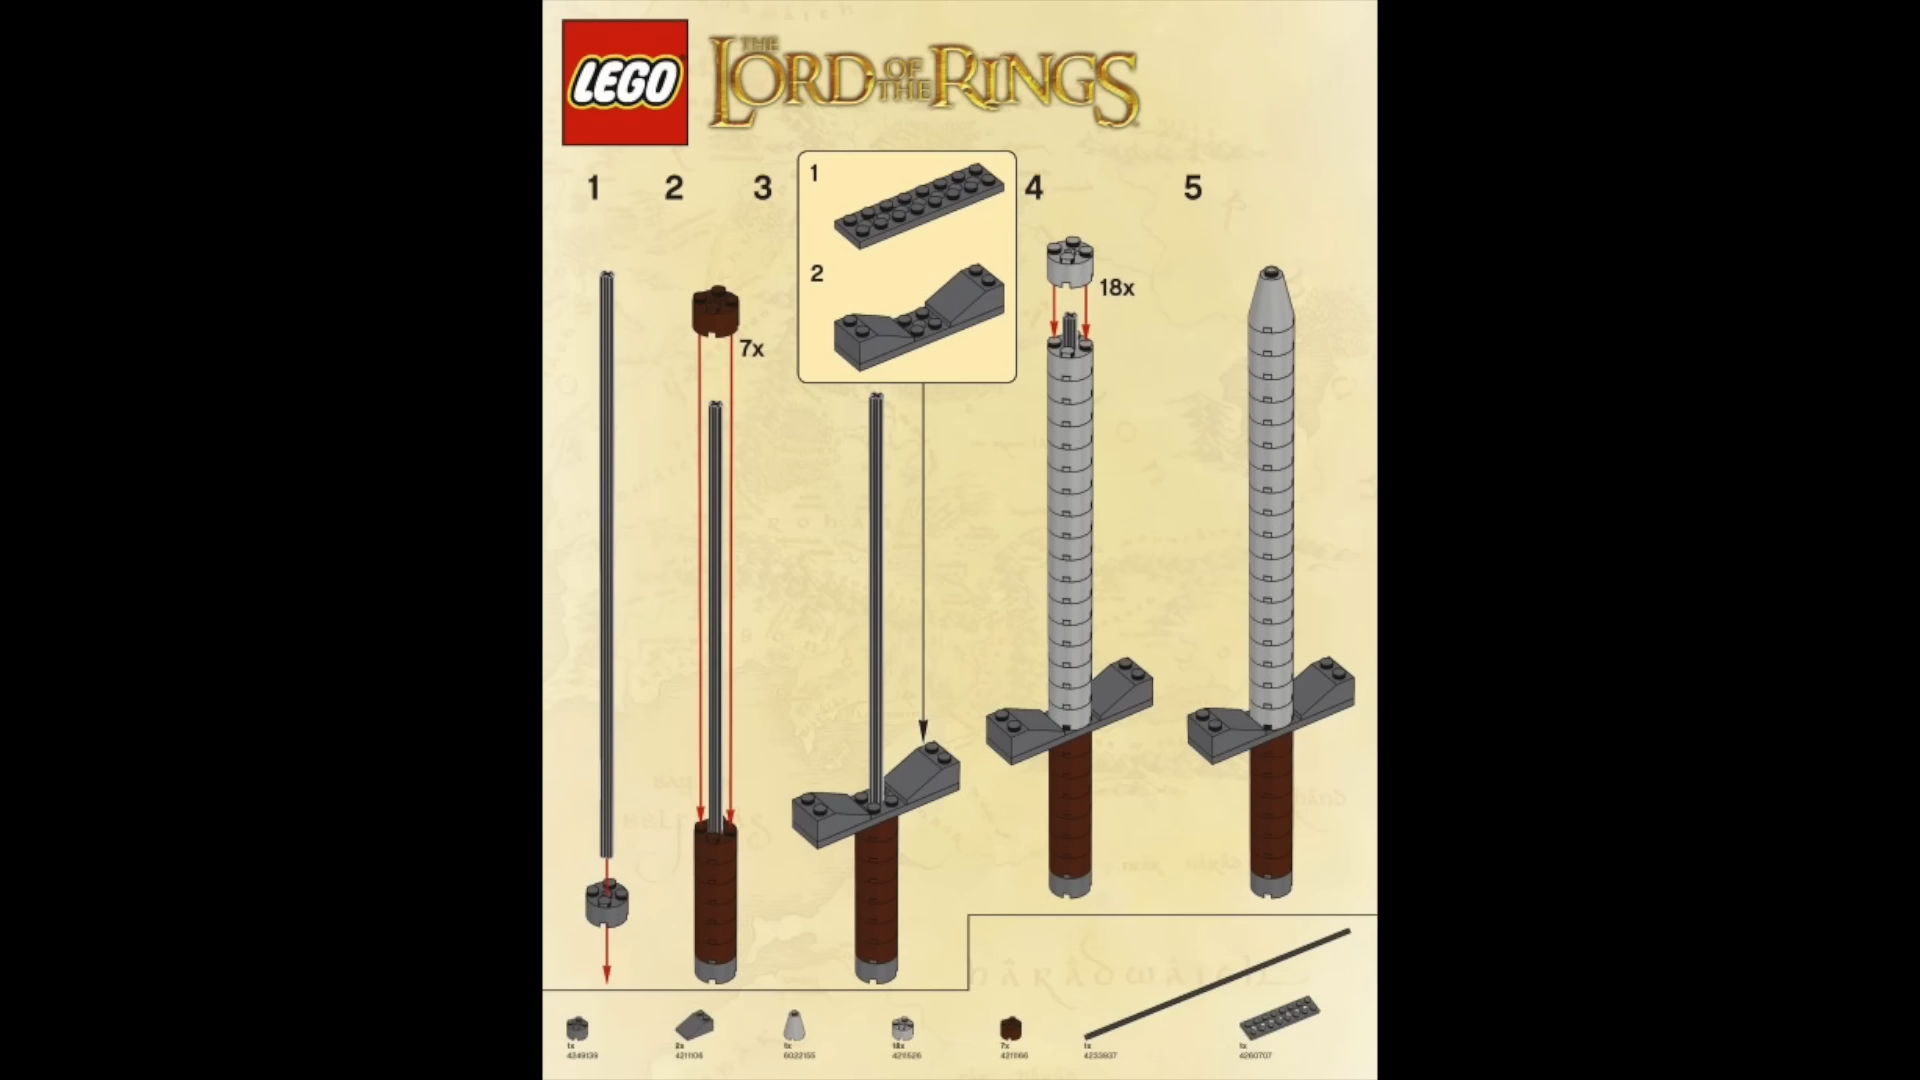 LEGO
THE LORD OF THE RINGS
1 2 3 4 5
1
2
7x
18x
1x 2x 1x 18x 7x 1x 1x
4249139 4211106 6022155 4211526 4211166 4233937 4260707